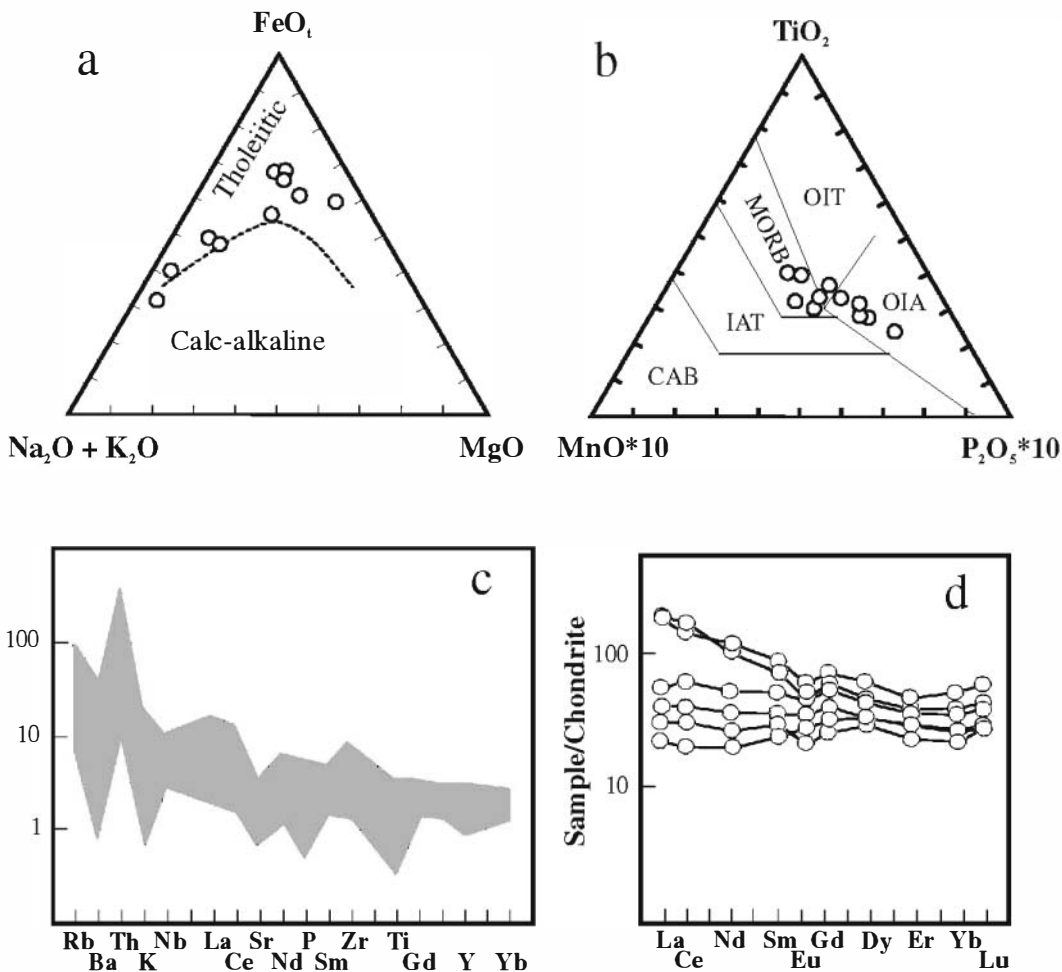 a
FeOₜ
Tholeiitic
Calc-alkaline
Na₂O + K₂O
MgO
b
TiO₂
OIT
MORB
OIA
IAT
CAB
MnO*10
P₂O₅*10
c
100
10
1
Rb Th Nb La Sr P Zr Ti Y Yb
Ba K Ce Nd Sm Gd
d
Sample/Chondrite
100
10
La Nd Sm Gd Dy Er Yb
Ce Eu Lu